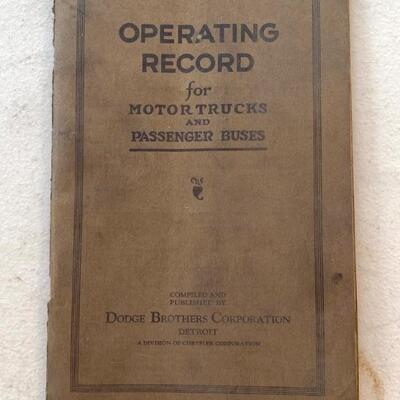 OPERATING
RECORD
for
MOTOR TRUCKS
AND
PASSENGER BUSES
COMPILED AND
PUBLISHED BY
DODGE BROTHERS CORPORATION
DETROIT
A DIVISION OF CHRYSLER CORPORATION